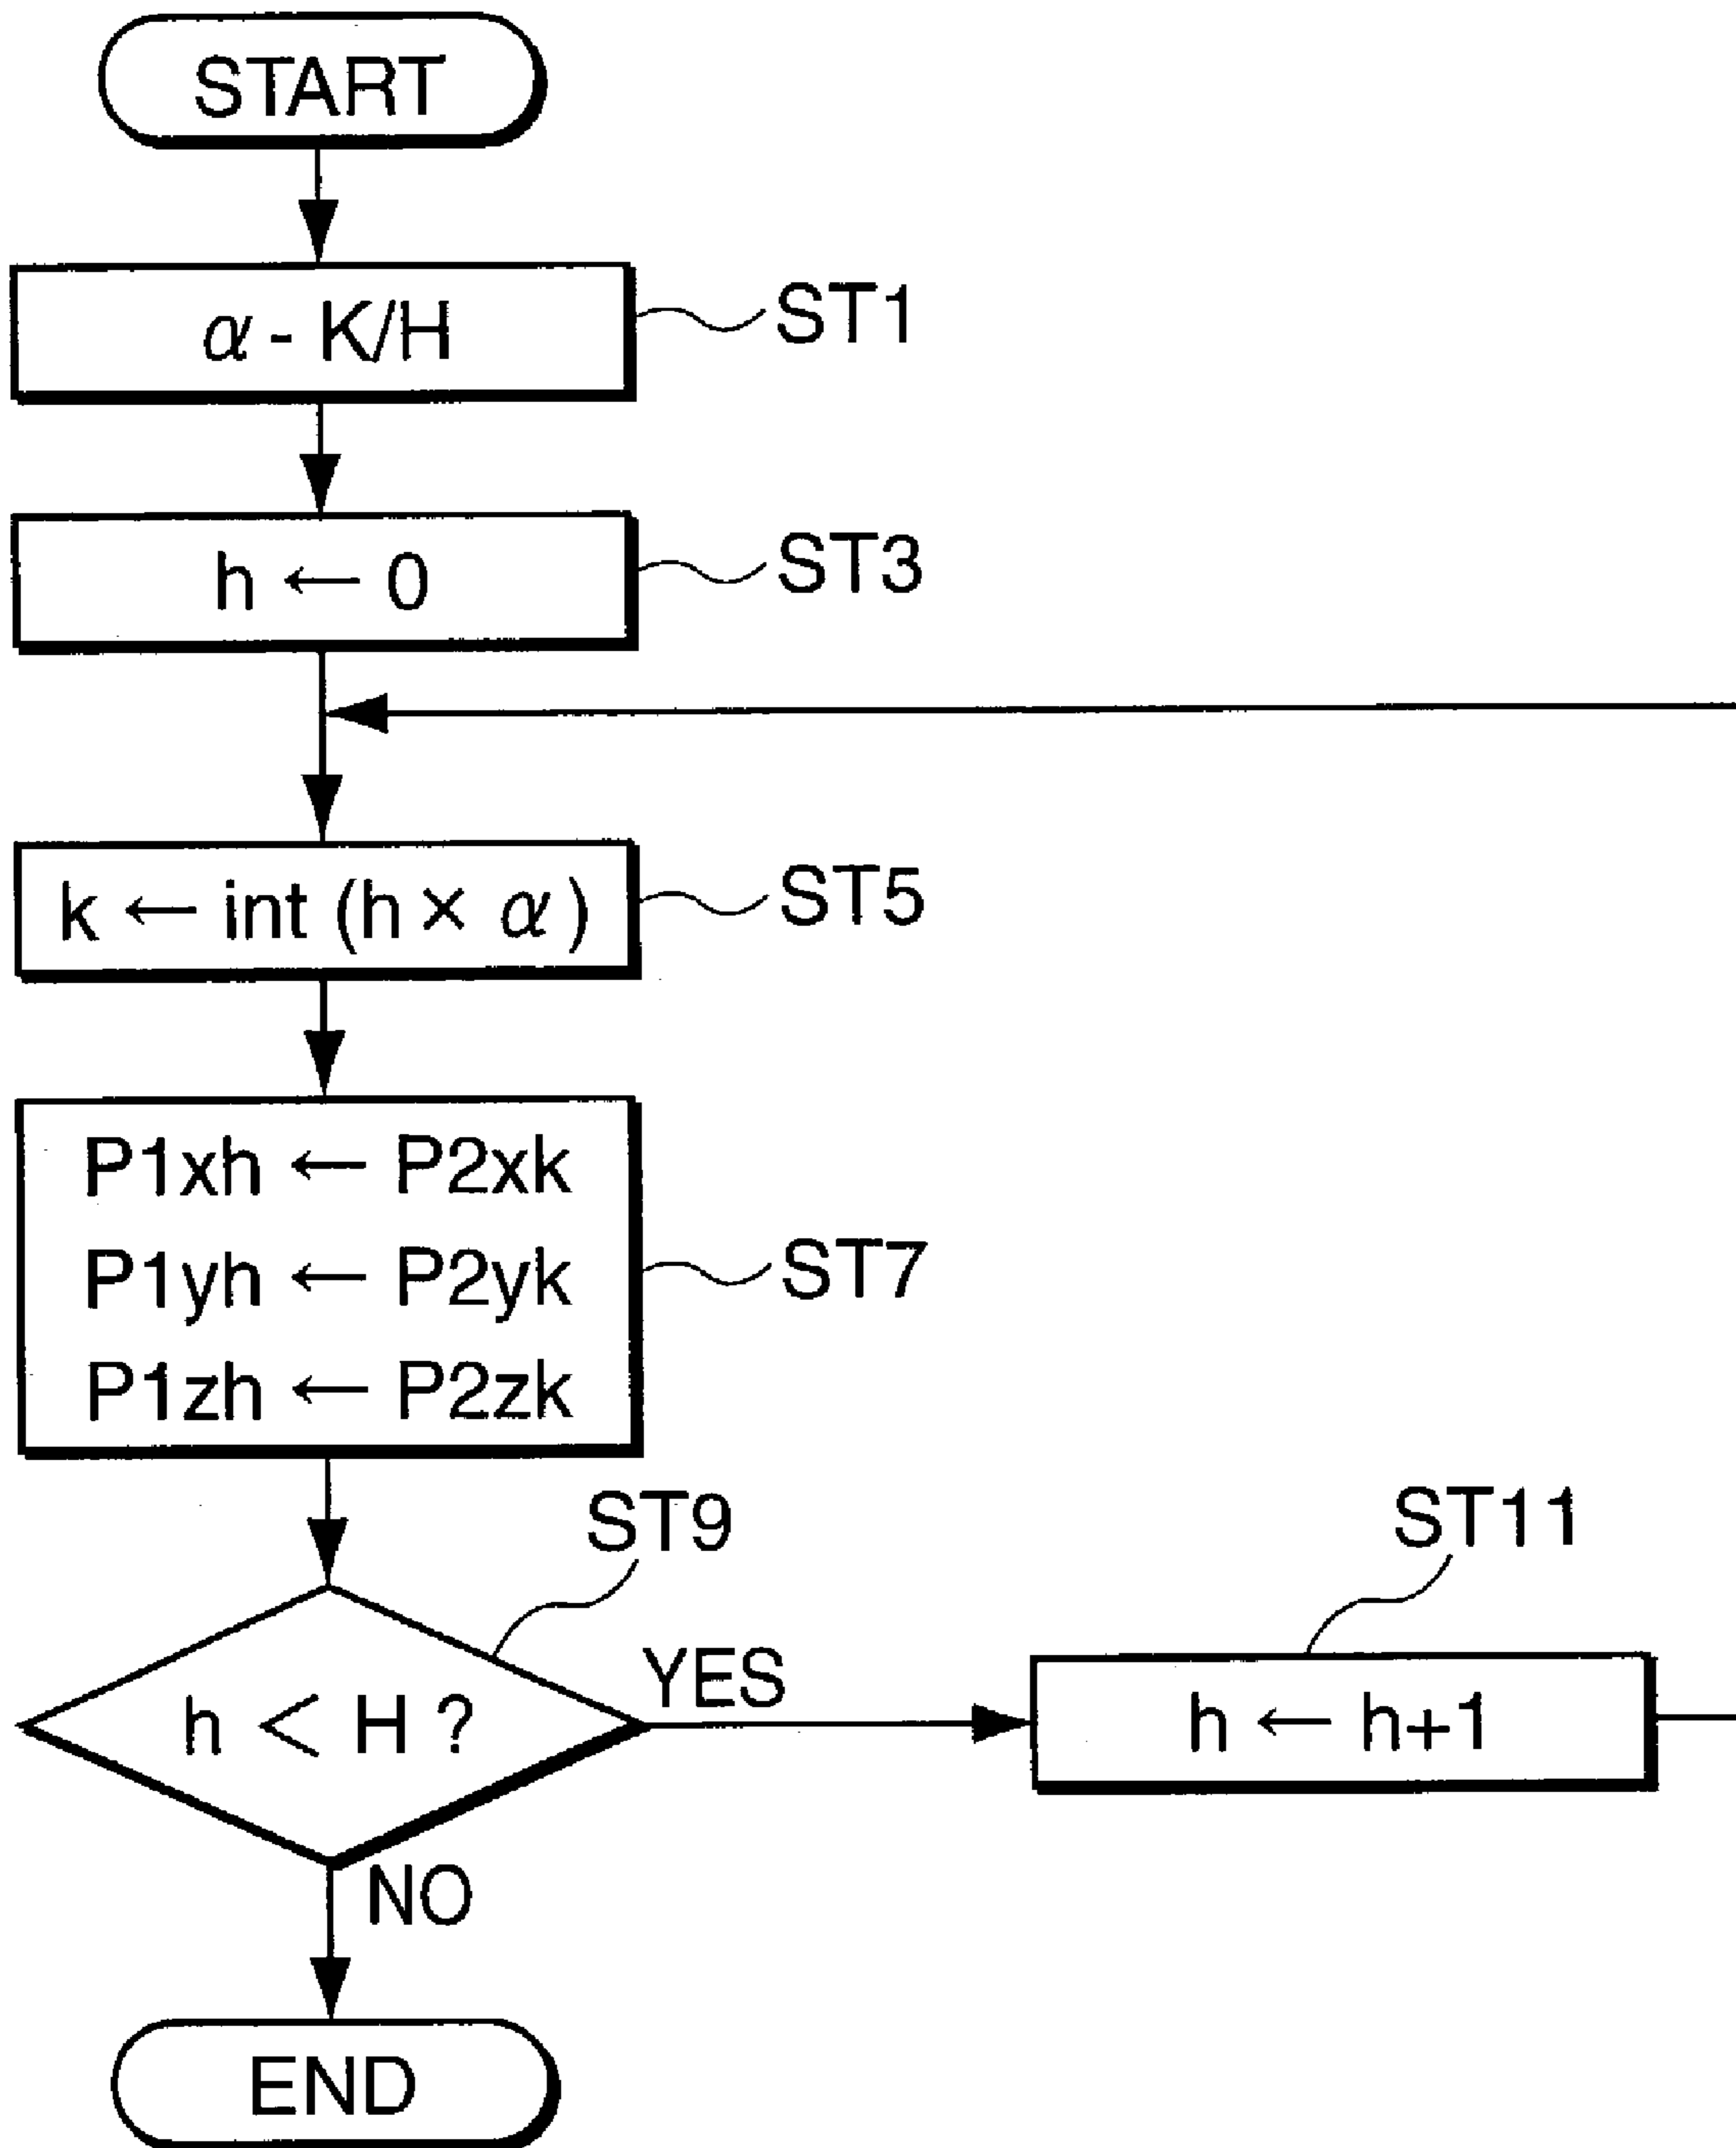 START
α - K/H
ST1
h ← 0
ST3
k ← int (h × α)
ST5
P1xh ← P2xk
P1yh ← P2yk
P1zh ← P2zk
ST7
ST9
ST11
h < H ?
YES
h ← h+1
NO
END